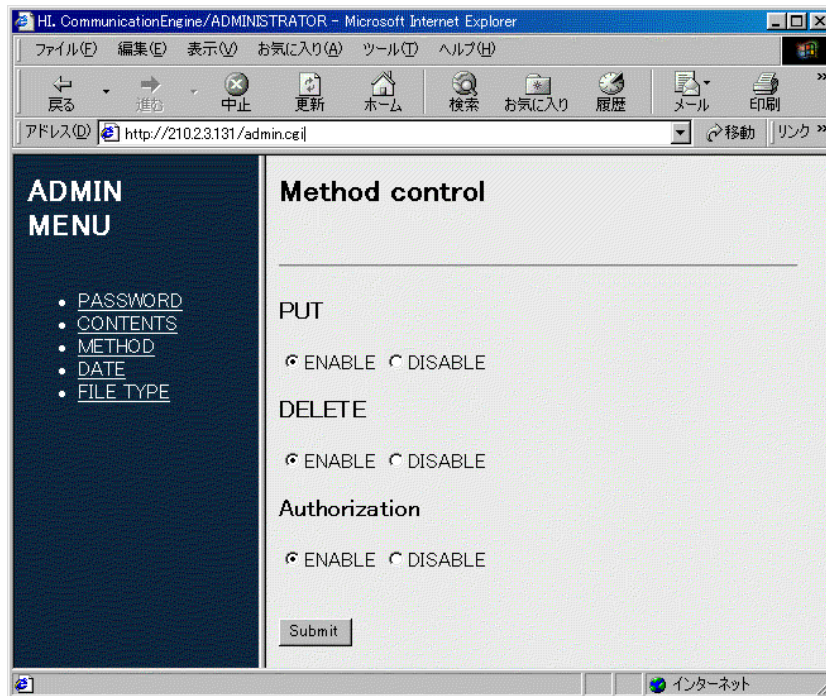 HI. CommunicationEngine/ADMINISTRATOR - Microsoft Internet Explorer
ファイル(F) 編集(E) 表示(V) お気に入り(A) ツール(T) ヘルプ(H)
戻る 進む 中止 更新 ホーム 検索 お気に入り 履歴 メール 印刷 »
アドレス(D) http://210.2.3.131/admin.cgi 移動 リンク »
ADMIN
MENU
• PASSWORD
• CONTENTS
• METHOD
• DATE
• FILE TYPE
Method control
PUT
ENABLE DISABLE
DELETE
ENABLE DISABLE
Authorization
ENABLE DISABLE
Submit
インターネット